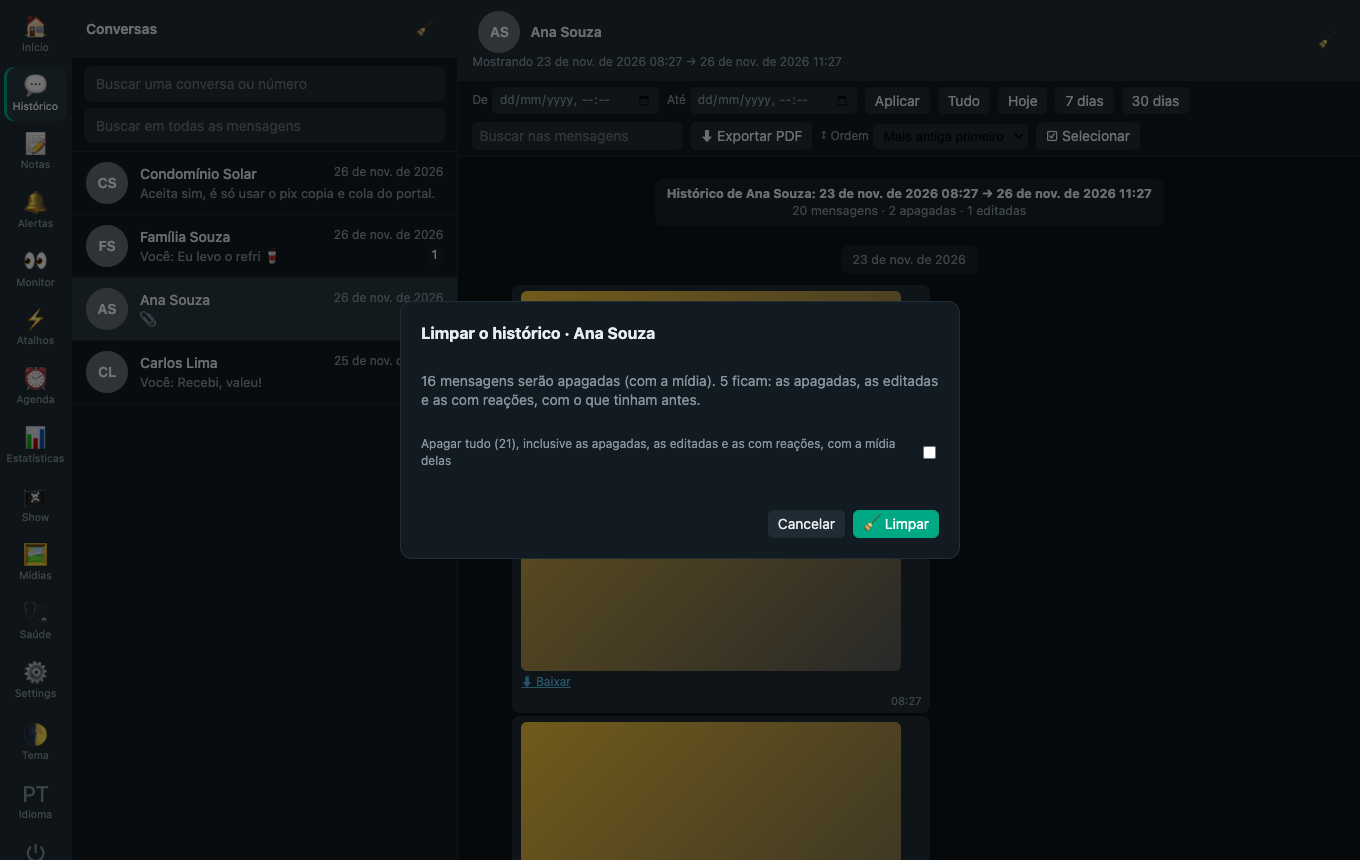 Início
Histórico
Notas
Alertas
Monitor
Atalhos
Agenda
Estatísticas
Show
Mídias
Saúde
Settings
Tema
PT
Idioma
Conversas
Buscar uma conversa ou número
Buscar em todas as mensagens
CS
Condomínio Solar
26 de nov. de 2026
Aceita sim, é só usar o pix copia e cola do portal.
FS
Família Souza
26 de nov. de 2026
Você: Eu levo o refri 🥤
1
AS
Ana Souza
26 de nov. de 2026
📎
CL
Carlos Lima
25 de nov. d
Você: Recebi, valeu!
AS
Ana Souza
Mostrando 23 de nov. de 2026 08:27 → 26 de nov. de 2026 11:27
De dd/mm/yyyy, --:-- Até dd/mm/yyyy, --:-- Aplicar Tudo Hoje 7 dias 30 dias
Buscar nas mensagens ⬇ Exportar PDF ↕ Ordem Mais antiga primeiro ☑ Selecionar
Histórico de Ana Souza: 23 de nov. de 2026 08:27 → 26 de nov. de 2026 11:27
20 mensagens · 2 apagadas · 1 editadas
23 de nov. de 2026
Limpar o histórico · Ana Souza
16 mensagens serão apagadas (com a mídia). 5 ficam: as apagadas, as editadas
e as com reações, com o que tinham antes.
Apagar tudo (21), inclusive as apagadas, as editadas e as com reações, com a mídia
delas
Cancelar
🧹 Limpar
⬇ Baixar
08:27